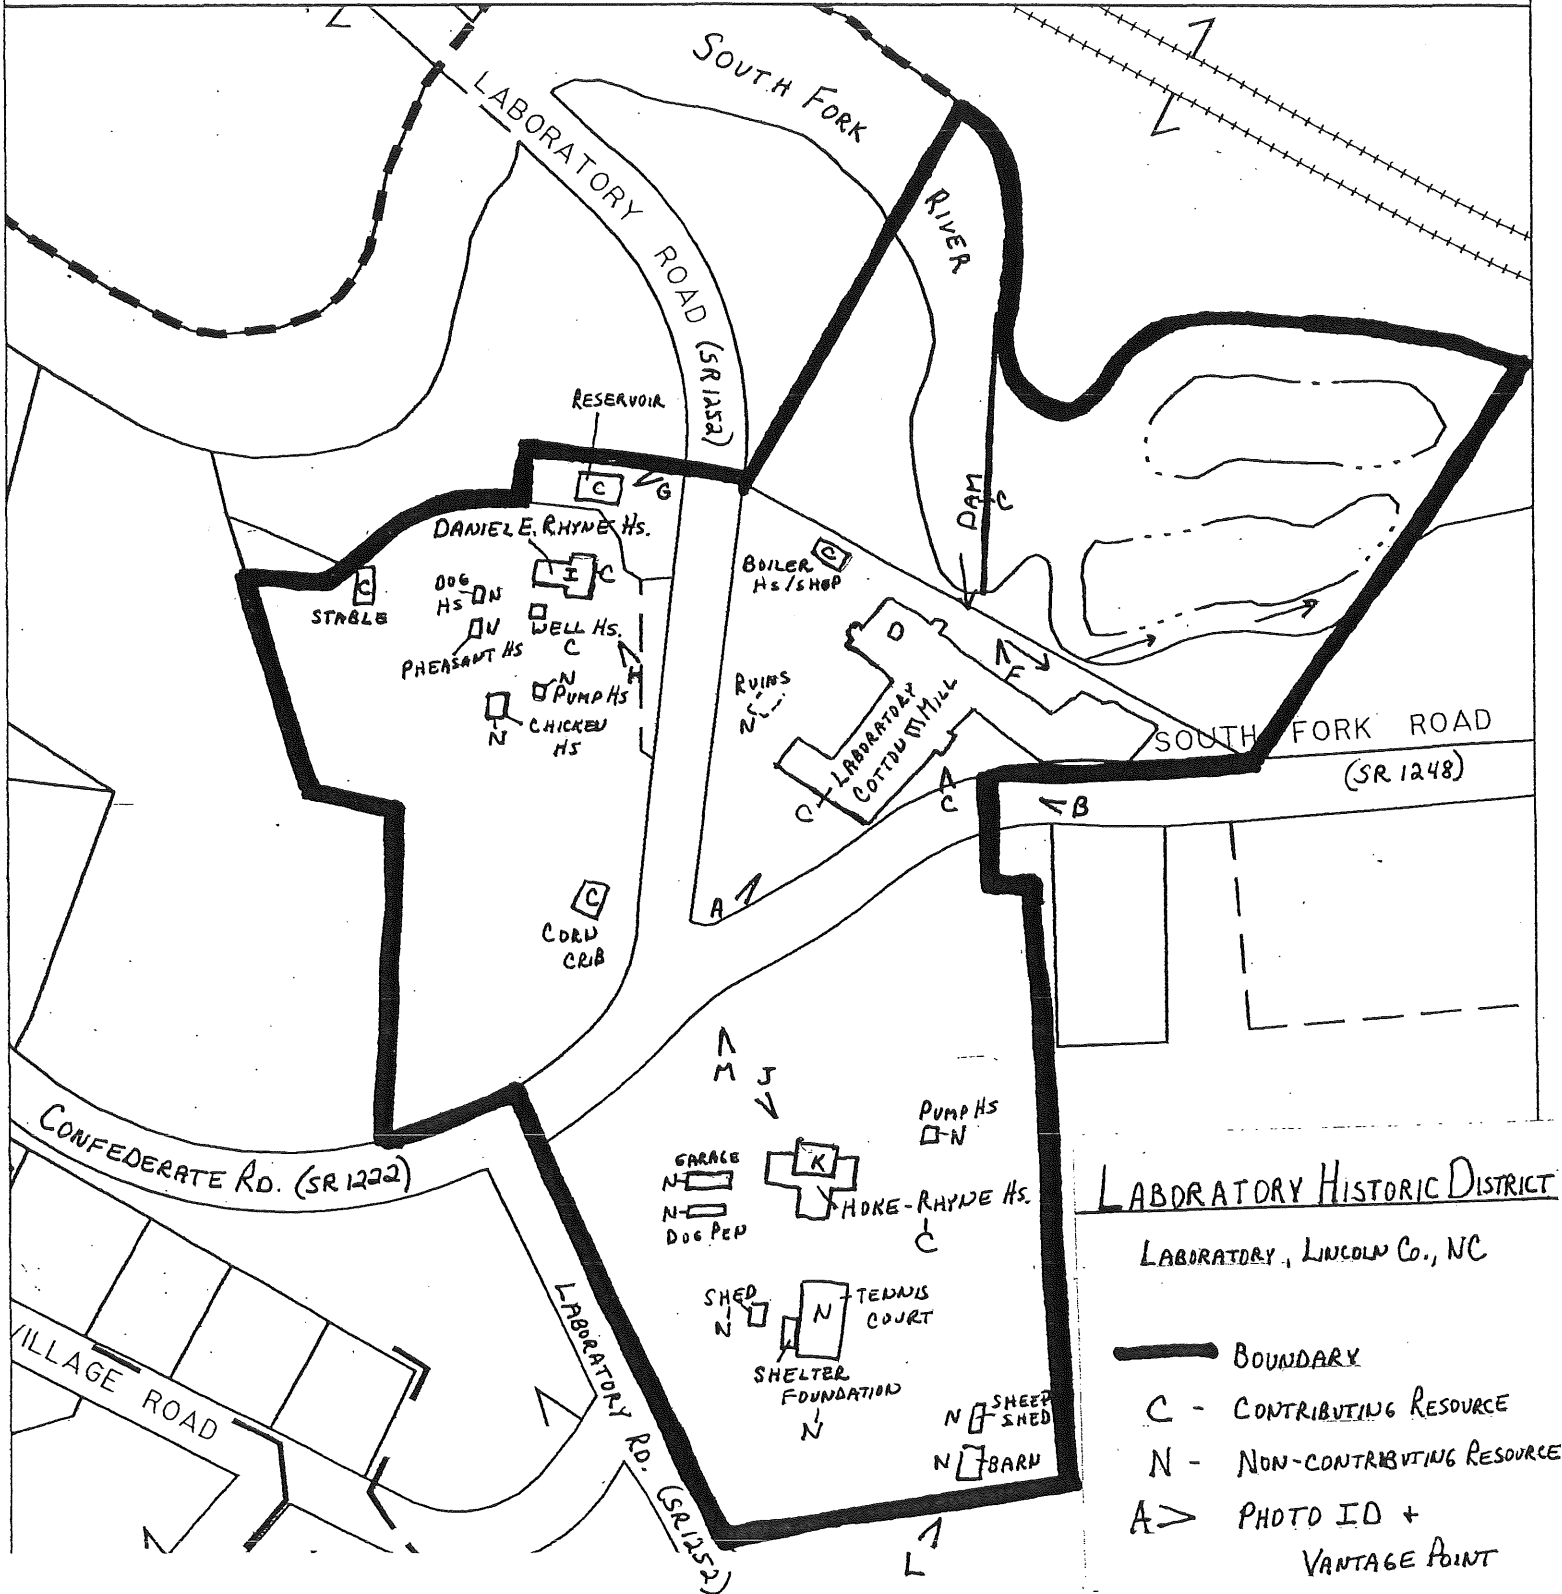 SOUTH FORK
RIVER
LABORATORY ROAD (SR 1252)
RESERVOIR
C
G
DANIEL E. RHYNE HS.
I
C
DOG
HS
N
C
STABLE
WELL HS.
C
N
PHEASANT HS
H
N
PUMP HS
N
CHICKEN
HS
BOILER
HS/SHOP
C
DAM
C
D
F
RUINS
N
LABORATORY
COTTON MILL
E
C
C
B
SOUTH FORK ROAD
(SR 1248)
A
C
CORN
CRIB
M
J
CONFEDERATE RD. (SR 1222)
PUMP HS
N
GARAGE
N
N
DOG PEN
K
HOKE-RHYNE HS.
C
SHED
N
N
TENNIS
COURT
SHELTER
FOUNDATION
N
N
SHEEP
SHED
N
BARN
L
VILLAGE ROAD
LABORATORY RD. (SR 1252)
LABORATORY HISTORIC DISTRICT
LABORATORY, LINCOLN CO., NC
BOUNDARY
C - CONTRIBUTING RESOURCE
N - NON-CONTRIBUTING RESOURCE
A> PHOTO ID +
VANTAGE POINT